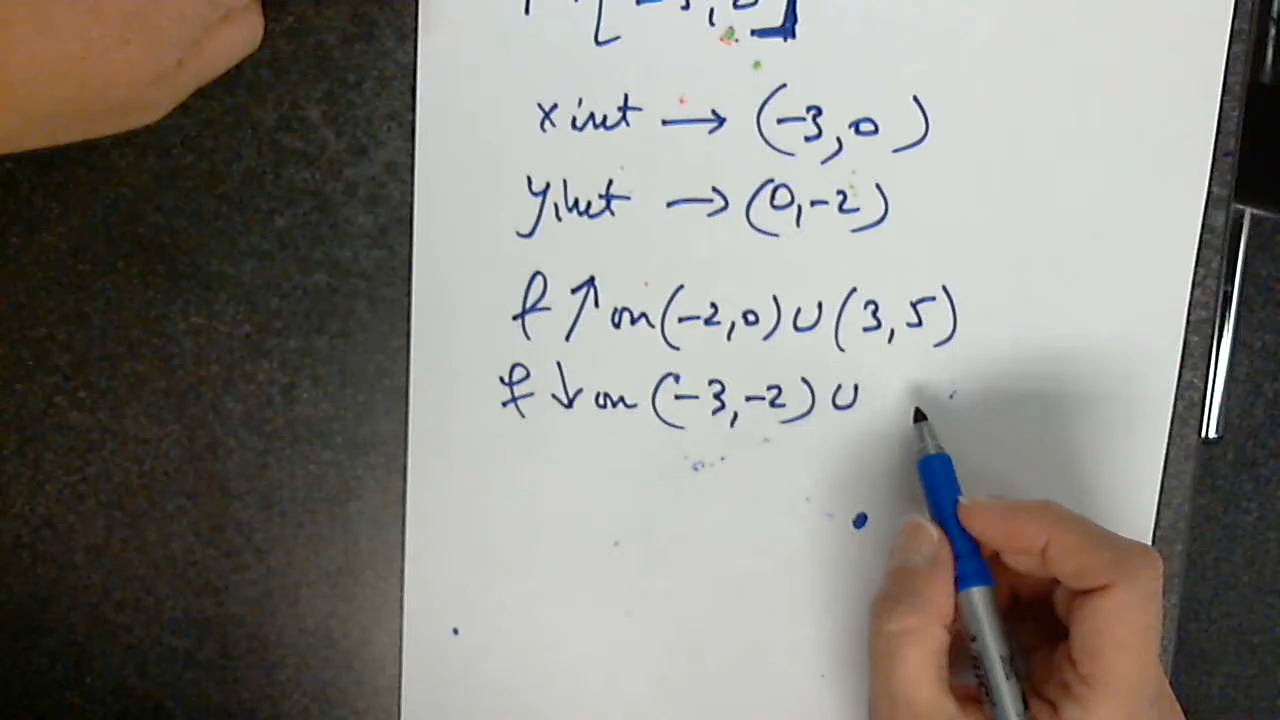 x int → (-3,0)
y int → (0,-2)
f ↑ on (-2,0) ∪ (3,5)
f ↓ on (-3,-2) ∪